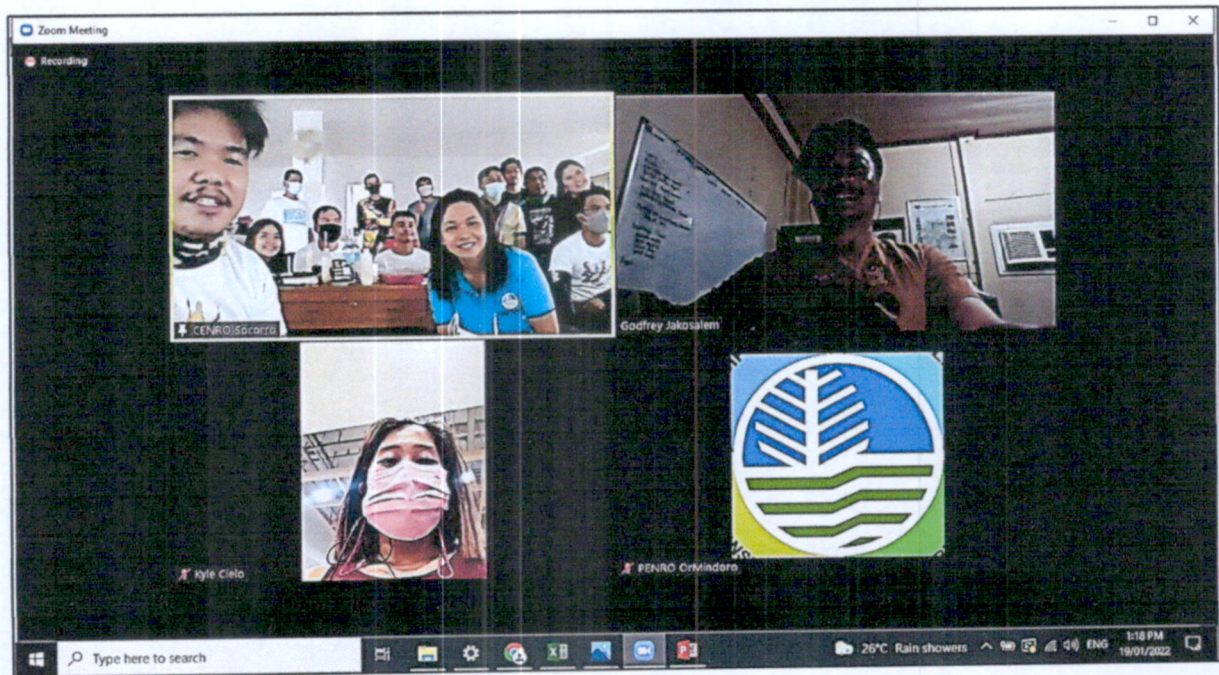 Zoom Meeting
Recording
CENRO Socorro
Godfrey Jakosalem
Kyle Cielo
PENRO OrMindoro
Type here to search
26°C Rain showers
ENG
1:18 PM
19/01/2022